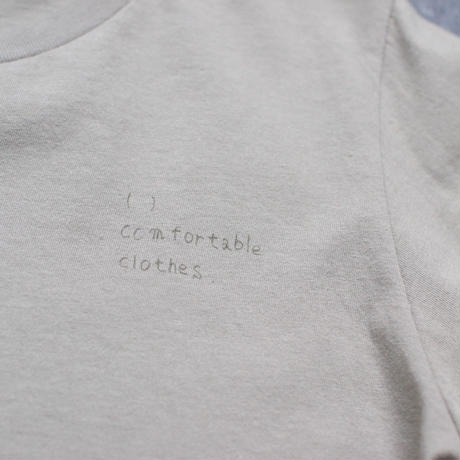 ( )
comfortable
clothes.